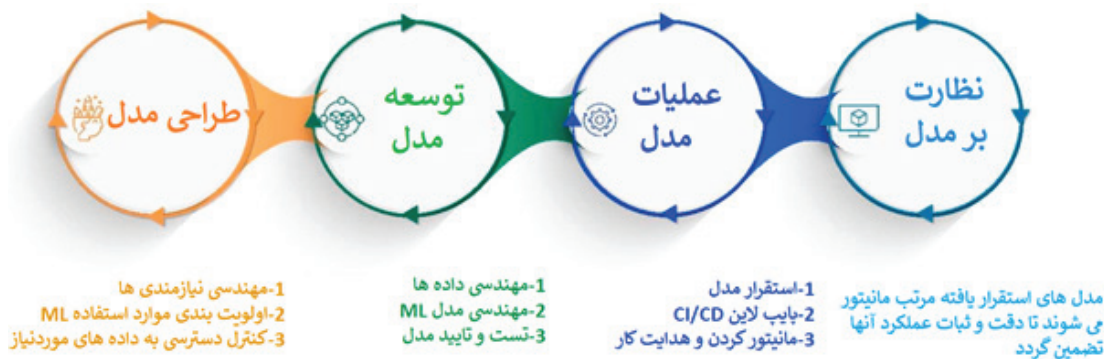 طراحی مدل
توسعه
مدل
عملیات
مدل
نظارت
بر مدل
1-مهندسی نیازمندی ها
2-اولویت بندی موارد استفاده ML
3-کنترل دسترسی به داده های موردنیاز
1-مهندسی داده ها
2-مهندسی مدل ML
3-تست و تایید مدل
1-استقرار مدل
2-پایپ لاین CI/CD
3-مانیتور کردن و هدایت کار
مدل های استقرار یافته مرتب مانیتور
می شوند تا دقت و ثبات عملکرد آنها
تضمین گردد